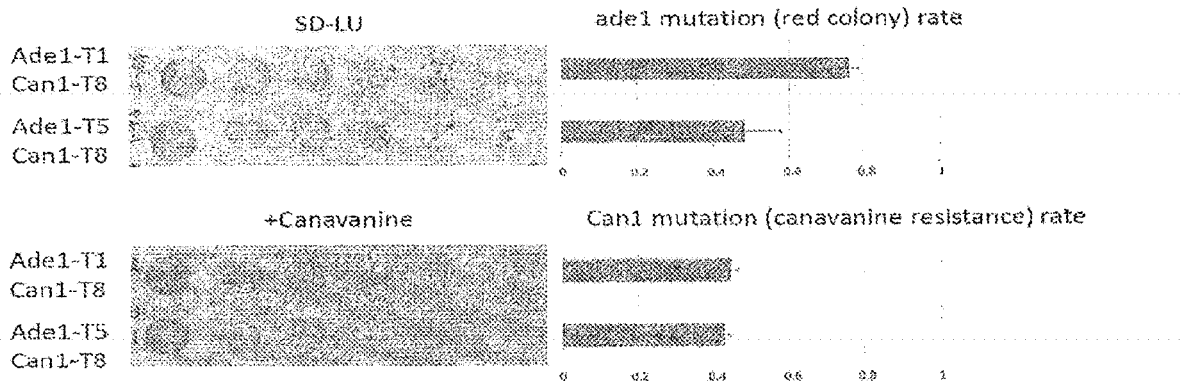 SD-LU
ade1 mutation (red colony) rate
Ade1-T1
Can1-T8
Ade1-T5
Can1-T8
0 0.2 0.4 0.6 0.8 1
+Canavanine
Can1 mutation (canavanine resistance) rate
Ade1-T1
Can1-T8
Ade1-T5
Can1-T8
0 0.2 0.4 0.6 0.8 1